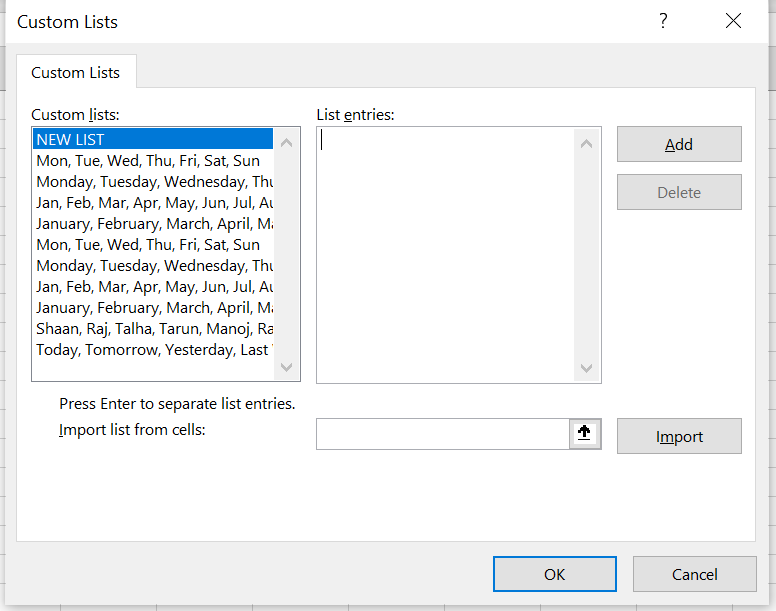 Custom Lists
?
Custom Lists
Custom lists:
NEW LIST
Mon, Tue, Wed, Thu, Fri, Sat, Sun
Monday, Tuesday, Wednesday, Thu
Jan, Feb, Mar, Apr, May, Jun, Jul, Au
January, February, March, April, Ma
Mon, Tue, Wed, Thu, Fri, Sat, Sun
Monday, Tuesday, Wednesday, Thu
Jan, Feb, Mar, Apr, May, Jun, Jul, Au
January, February, March, April, Ma
Shaan, Raj, Talha, Tarun, Manoj, Ra
Today, Tomorrow, Yesterday, Last
List entries:
Add
Delete
Press Enter to separate list entries.
Import list from cells:
Import
OK
Cancel